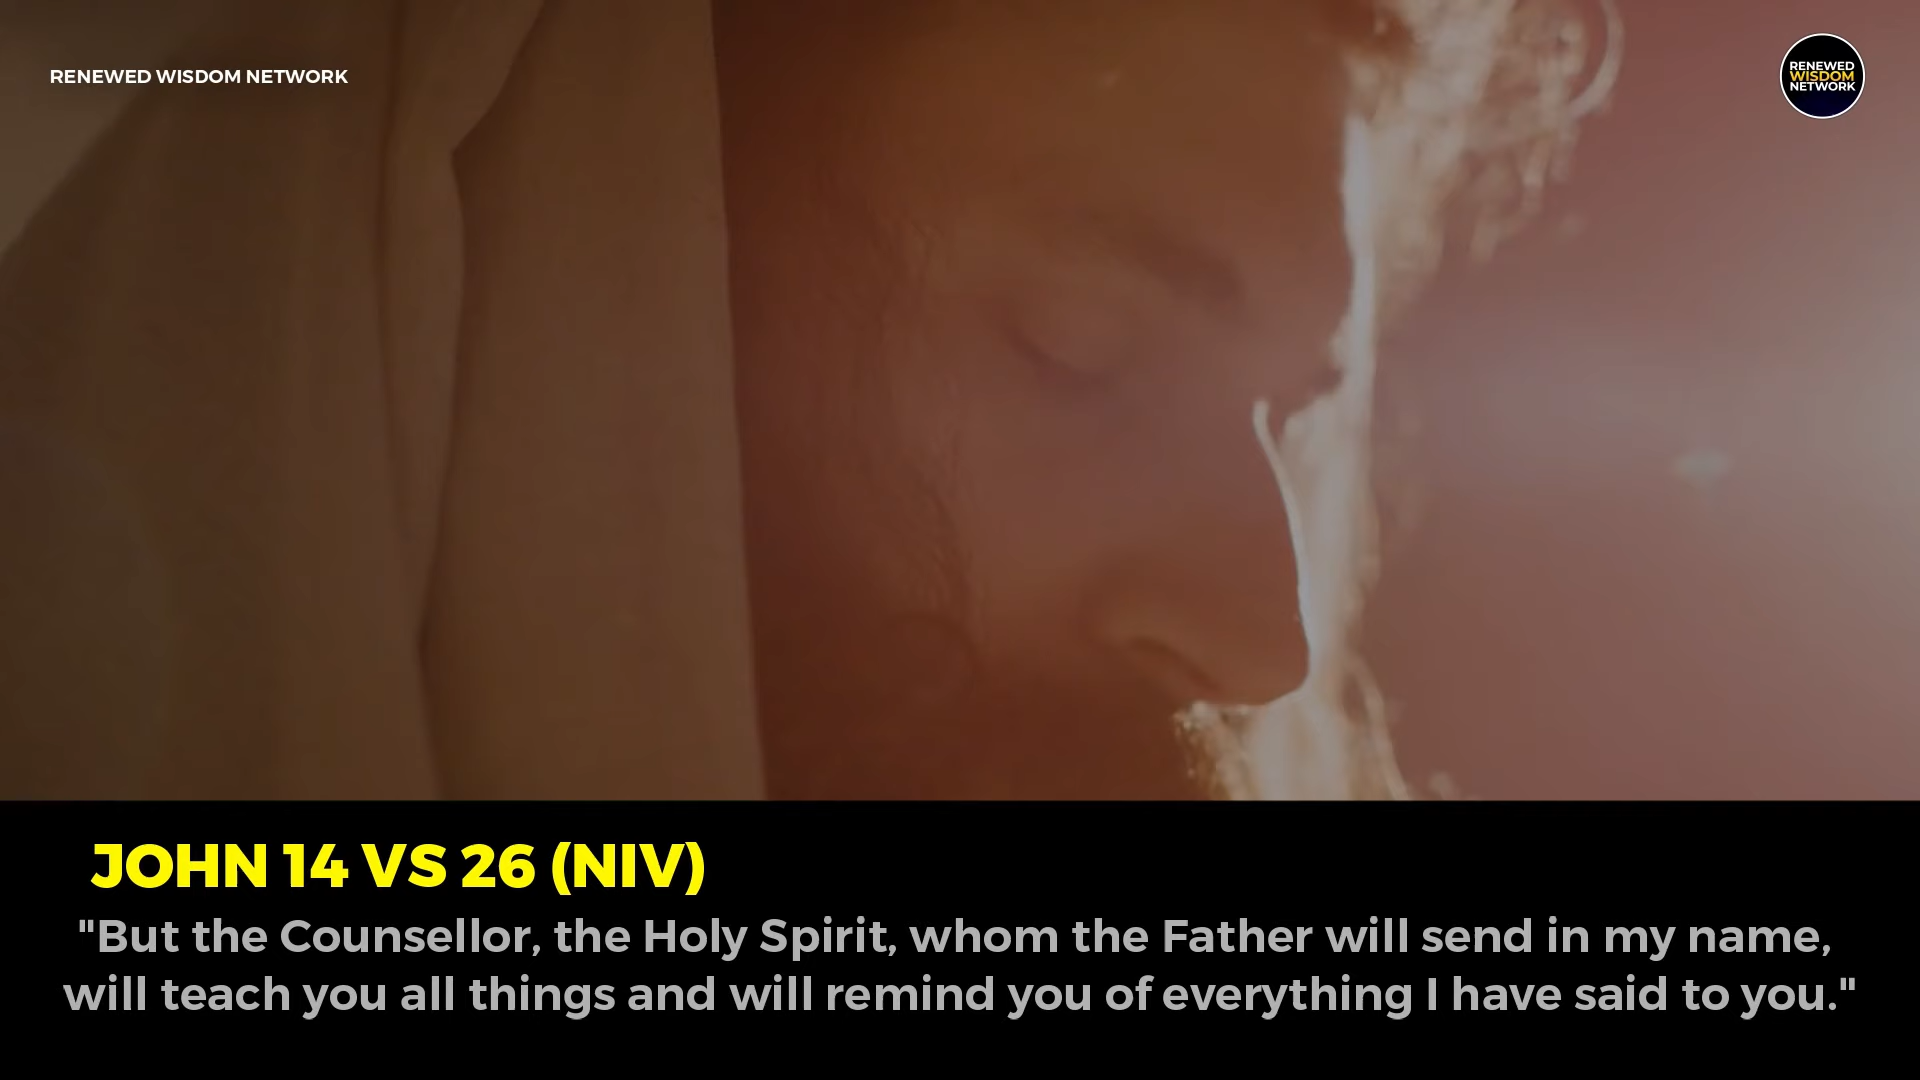 RENEWED WISDOM NETWORK
RENEWED
WISDOM
NETWORK
JOHN 14 VS 26 (NIV)
"But the Counsellor, the Holy Spirit, whom the Father will send in my name,
will teach you all things and will remind you of everything I have said to you."